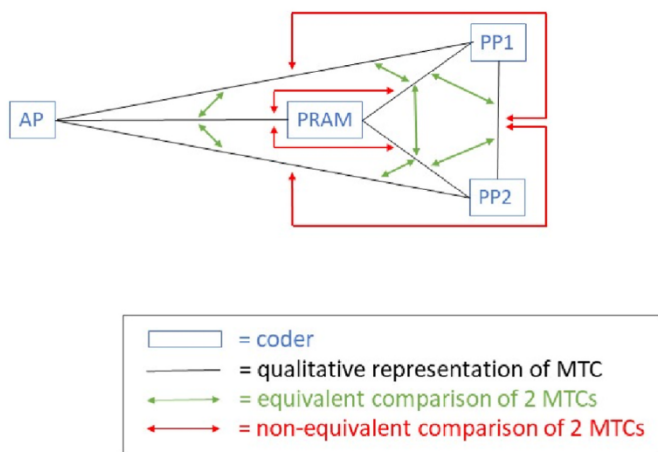 PP1
AP
PRAM
PP2
= coder
= qualitative representation of MTC
= equivalent comparison of 2 MTCs
= non-equivalent comparison of 2 MTCs